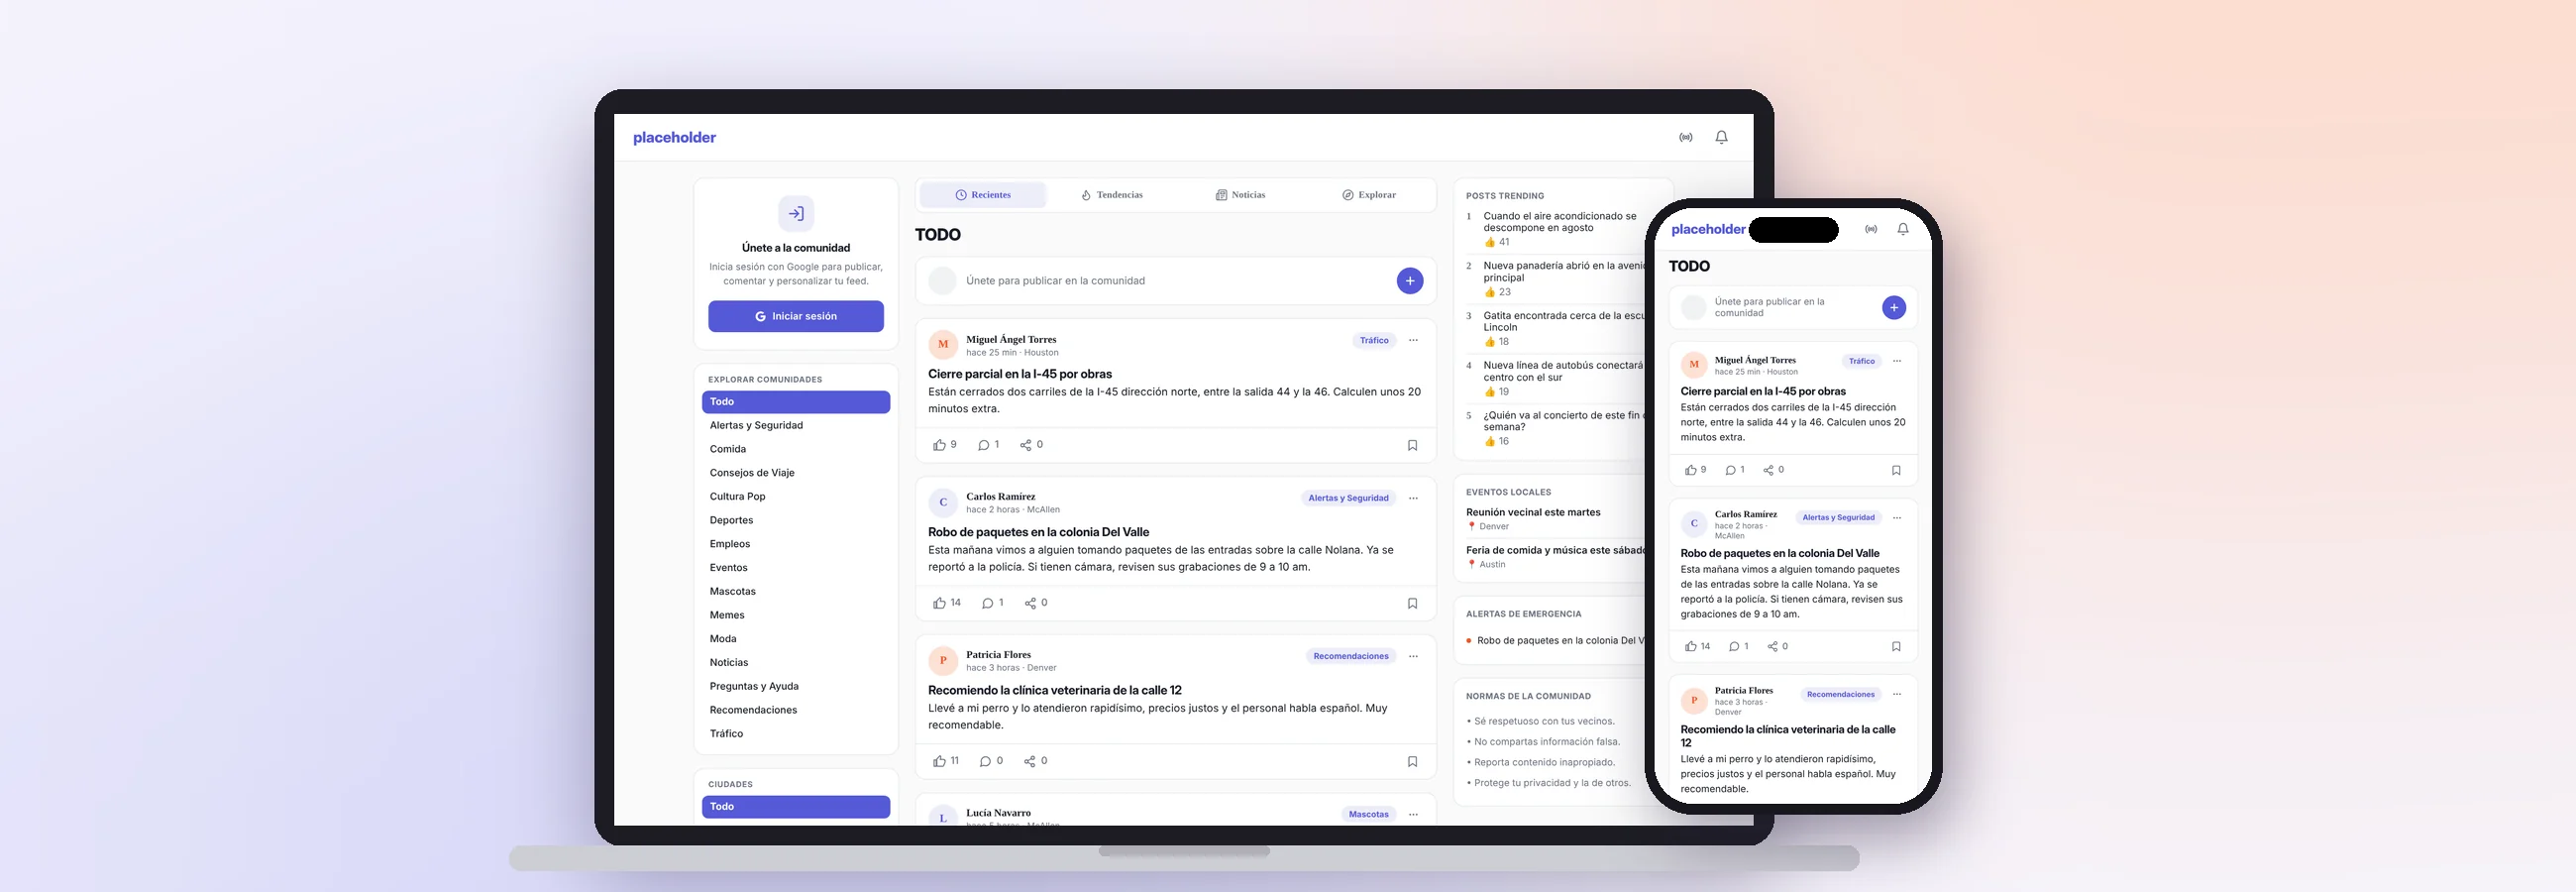 placeholder
Únete a la comunidad
Inicia sesión con Google para publicar,
comentar y personalizar tu feed.
G Iniciar sesión
EXPLORAR COMUNIDADES
Todo
Alertas y Seguridad
Comida
Consejos de Viaje
Cultura Pop
Deportes
Empleos
Eventos
Mascotas
Memes
Moda
Noticias
Preguntas y Ayuda
Recomendaciones
Tráfico
CIUDADES
Todo
Recientes Tendencias Noticias Explorar
TODO
Únete para publicar en la comunidad
M Miguel Ángel Torres Tráfico
hace 25 min · Houston
Cierre parcial en la I-45 por obras
Están cerrados dos carriles de la I-45 dirección norte, entre la salida 44 y la 46. Calculen unos 20
minutos extra.
9 1 0
C Carlos Ramírez Alertas y Seguridad
hace 2 horas · McAllen
Robo de paquetes en la colonia Del Valle
Esta mañana vimos a alguien tomando paquetes de las entradas sobre la calle Nolana. Ya se
reportó a la policía. Si tienen cámara, revisen sus grabaciones de 9 a 10 am.
14 1 0
P Patricia Flores Recomendaciones
hace 3 horas · Denver
Recomiendo la clínica veterinaria de la calle 12
Llevé a mi perro y lo atendieron rapidísimo, precios justos y el personal habla español. Muy
recomendable.
11 0 0
L Lucía Navarro Mascotas
POSTS TRENDING
1 Cuando el aire acondicionado se
descompone en agosto
👍 41
2 Nueva panadería abrió en la
principal
👍 23
3 Gatita encontrada cerca de la
Lincoln
👍 18
4 Nueva línea de autobús conectará
centro con el sur
👍 19
5 ¿Quién va al concierto de este fin
semana?
👍 16
EVENTOS LOCALES
Reunión vecinal este martes
📍 Denver
Feria de comida y música este sábado
📍 Austin
ALERTAS DE EMERGENCIA
Robo de paquetes en la colonia Del
NORMAS DE LA COMUNIDAD
• Sé respetuoso con tus vecinos.
• No compartas información falsa.
• Reporta contenido inapropiado.
• Protege tu privacidad y la de otros.
placeholder
TODO
Únete para publicar en la
comunidad
M Miguel Ángel Torres Tráfico
hace 25 min · Houston
Cierre parcial en la I-45 por obras
Están cerrados dos carriles de la I-45 dirección
norte, entre la salida 44 y la 46. Calculen unos 20
minutos extra.
9 1 0
C Carlos Ramírez Alertas y Seguridad
hace 2 horas ·
McAllen
Robo de paquetes en la colonia Del Valle
Esta mañana vimos a alguien tomando paquetes
de las entradas sobre la calle Nolana. Ya se
reportó a la policía. Si tienen cámara, revisen sus
grabaciones de 9 a 10 am.
14 1 0
P Patricia Flores Recomendaciones
hace 3 horas ·
Denver
Recomiendo la clínica veterinaria de la calle
12
Llevé a mi perro y lo atendieron rapidísimo,
precios justos y el personal habla español. Muy
recomendable.